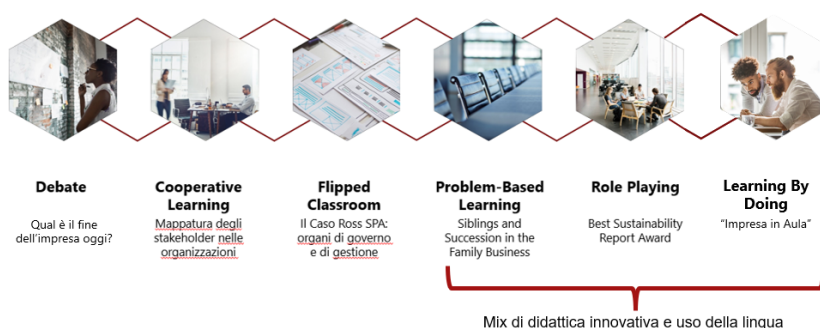 Debate
Qual è il fine
dell'impresa oggi?
Cooperative
Learning
Mappatura degli
stakeholder nelle
organizzazioni
Flipped
Classroom
Il Caso Ross SPA:
organi di governo
e di gestione
Problem-Based
Learning
Siblings and
Succession in the
Family Business
Role Playing
Best Sustainability
Report Award
Learning By
Doing
“Impresa in Aula”
Mix di didattica innovativa e uso della lingua